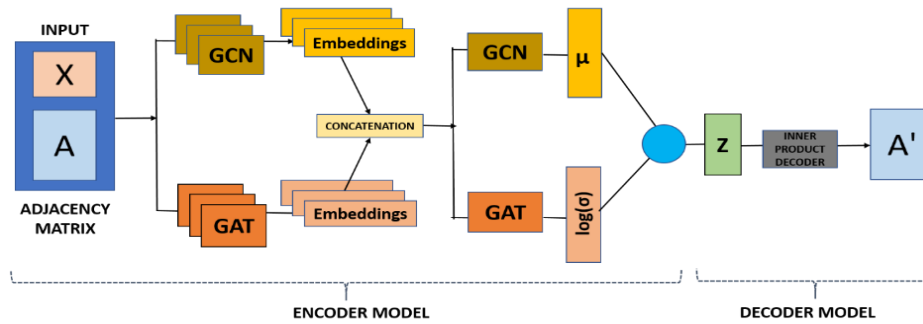 INPUT
X
A
ADJACENCY
MATRIX
GCN
Embeddings
GAT
Embeddings
CONCATENATION
GCN
μ
GAT
log(σ)
Z
INNER
PRODUCT
DECODER
A'
ENCODER MODEL
DECODER MODEL